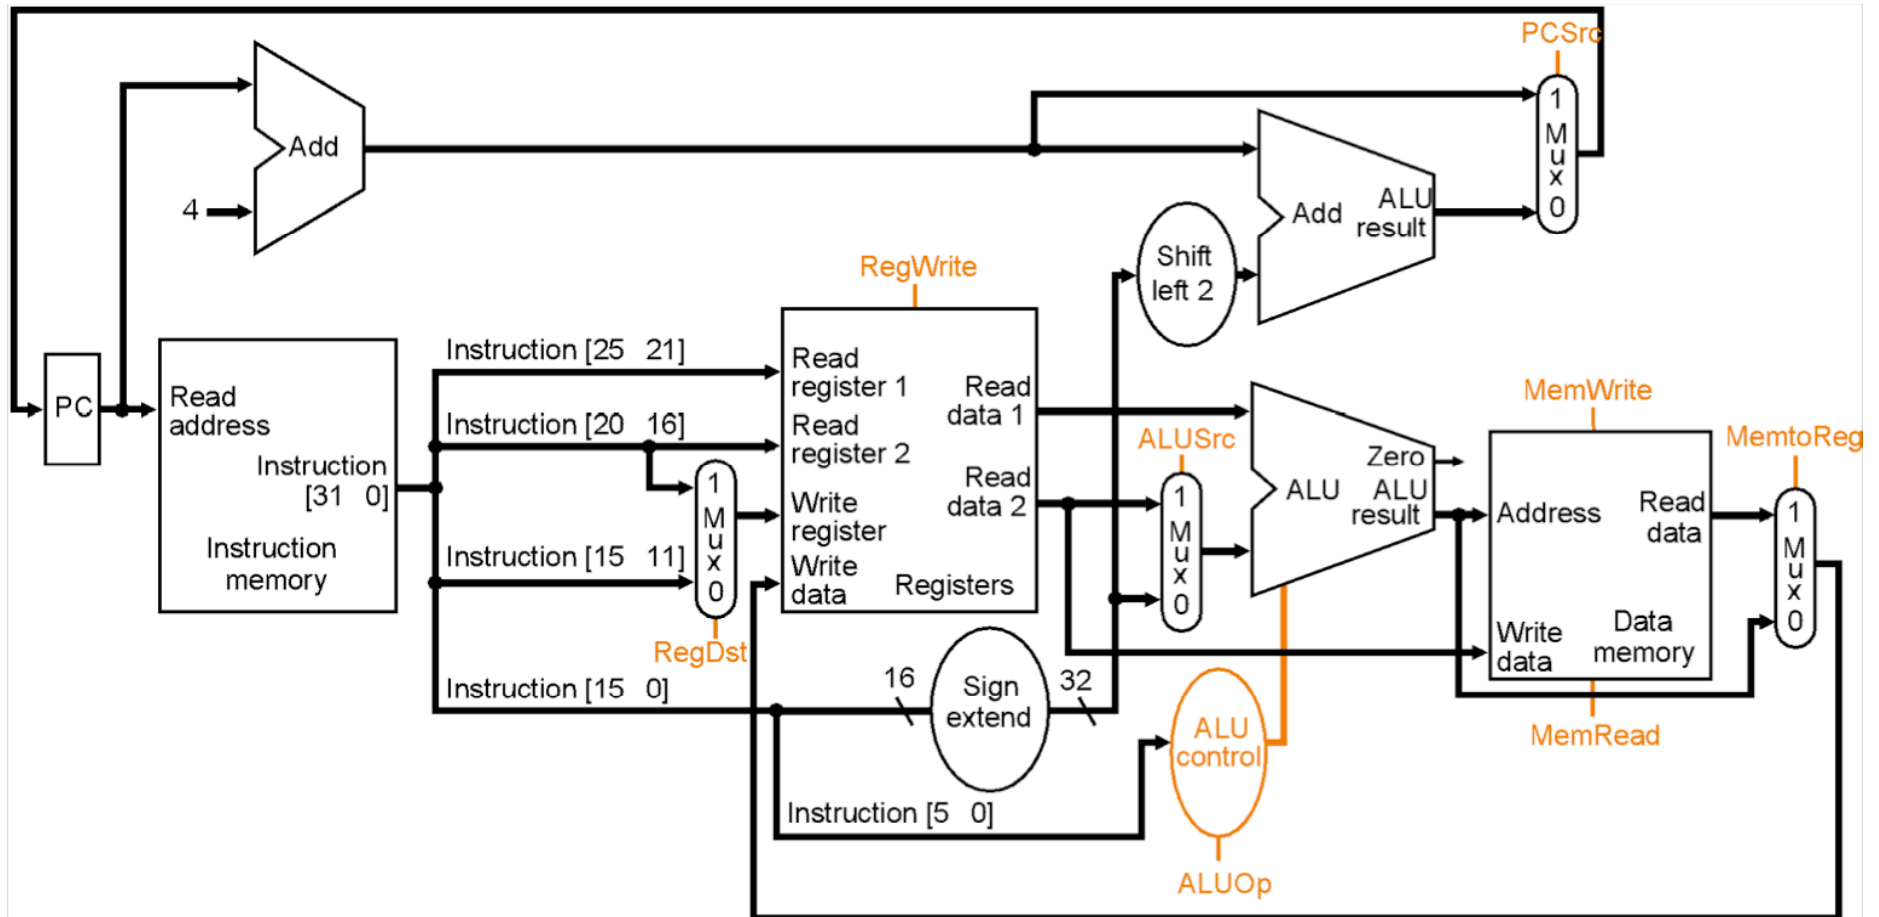 PCSrc
1
M
u
x
0
Add
4
Add
ALU
result
Shift
left 2
RegWrite
PC
Read
address
Instruction
[31 0]
Instruction
memory
Instruction [25 21]
Instruction [20 16]
Instruction [15 11]
Instruction [15 0]
1
M
u
x
0
RegDst
Read
register 1
Read
register 2
Write
register
Write
data
Read
data 1
Read
data 2
Registers
16
Sign
extend
32
Instruction [5 0]
ALUSrc
1
M
u
x
0
Zero
ALU
ALU
result
ALU
control
ALUOp
MemWrite
Address
Read
data
Write
data
Data
memory
MemRead
MemtoReg
1
M
u
x
0